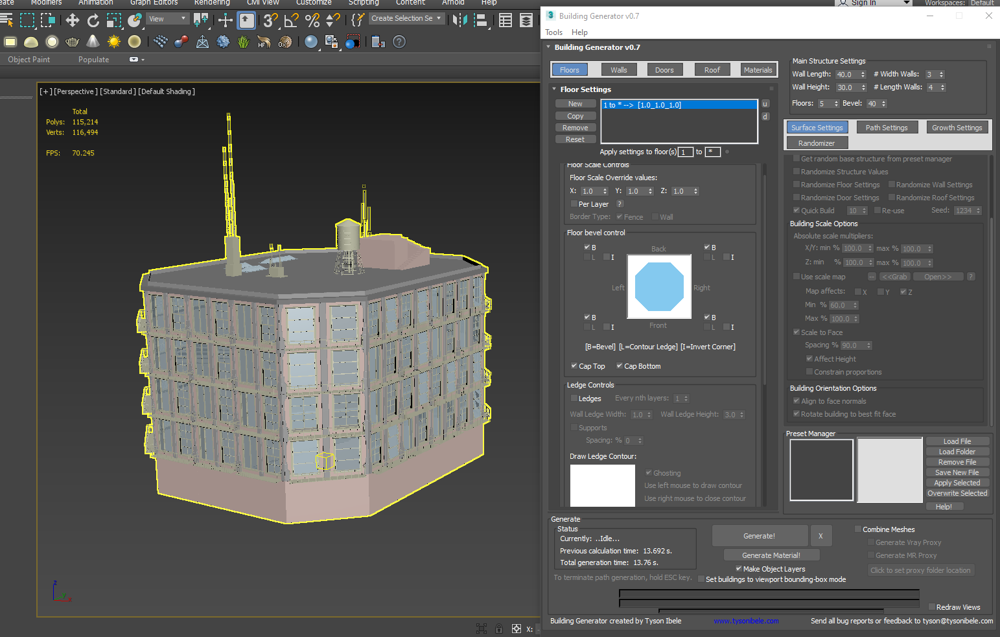 Modifiers Animation Graph Editors Rendering Civil View Customize Scripting Content Arnold Help Sign In Workspaces: Default
View
Create Selection Se
Object Paint Populate
[+] [Perspective] [Standard] [Default Shading]
Total
Polys: 115,214
Verts: 116,494
FPS: 70.245
X:
Building Generator v0.7
Tools Help
Building Generator v0.7
Floors Walls Doors Roof Materials
Floor Settings
New
Copy
Remove
Reset
1 to * --> [1.0_1.0_1.0]
u
d
Apply settings to floor(s) 1 to *
Floor Scale Controls
Floor Scale Override values:
X: 1.0 Y: 1.0 Z: 1.0
Per Layer ?
Border Type: Fence Wall
Floor bevel control
B Back B
L I L I
Left Right
B B
L I Front L I
[B=Bevel] [L=Contour Ledge] [I=Invert Corner]
Cap Top Cap Bottom
Ledge Controls
Ledges Every nth layers: 1
Wall Ledge Width: 1.0 Wall Ledge Height: 3.0
Supports
Spacing: % 0
Draw Ledge Contour:
Ghosting
Use left mouse to draw contour
Use right mouse to close contour
Main Structure Settings
Wall Length: 40.0 # Width Walls: 3
Wall Height: 30.0 # Length Walls: 4
Floors: 5 Bevel: 40
Surface Settings Path Settings Growth Settings
Randomizer
Get random base structure from preset manager
Randomize Structure Values
Randomize Floor Settings Randomize Wall Settings
Randomize Door Settings Randomize Roof Settings
Quick Build 10 Re-use Seed: 1234
Building Scale Options
Absolute scale multipliers:
X/Y: min % 100.0 max % 100.0
Z: min % 100.0 max % 100.0
Use scale map -- <<Grab Open>> ?
Map affects: X Y Z
Min % 60.0
Max % 100.0
Scale to Face
Spacing % 90.0
Affect Height
Constrain proportions
Building Orientation Options
Align to face normals
Rotate building to best fit face
Preset Manager
Load File
Load Folder
Remove File
Save New File
Apply Selected
Overwrite Selected
Help!
Generate
Status
Currently: ..Idle...
Previous calculation time: 13.692 s.
Total generation time: 13.76 s.
To terminate path generation, hold ESC key.
Generate! X
Generate Material!
Make Object Layers
Set buildings to viewport bounding-box mode
Combine Meshes
Generate Vray Proxy
Generate MR Proxy
Click to set proxy folder location
Redraw Views
Building Generator created by Tyson Ibele www.tysonibele.com Send all bug reports or feedback to tyson@tysonibele.com